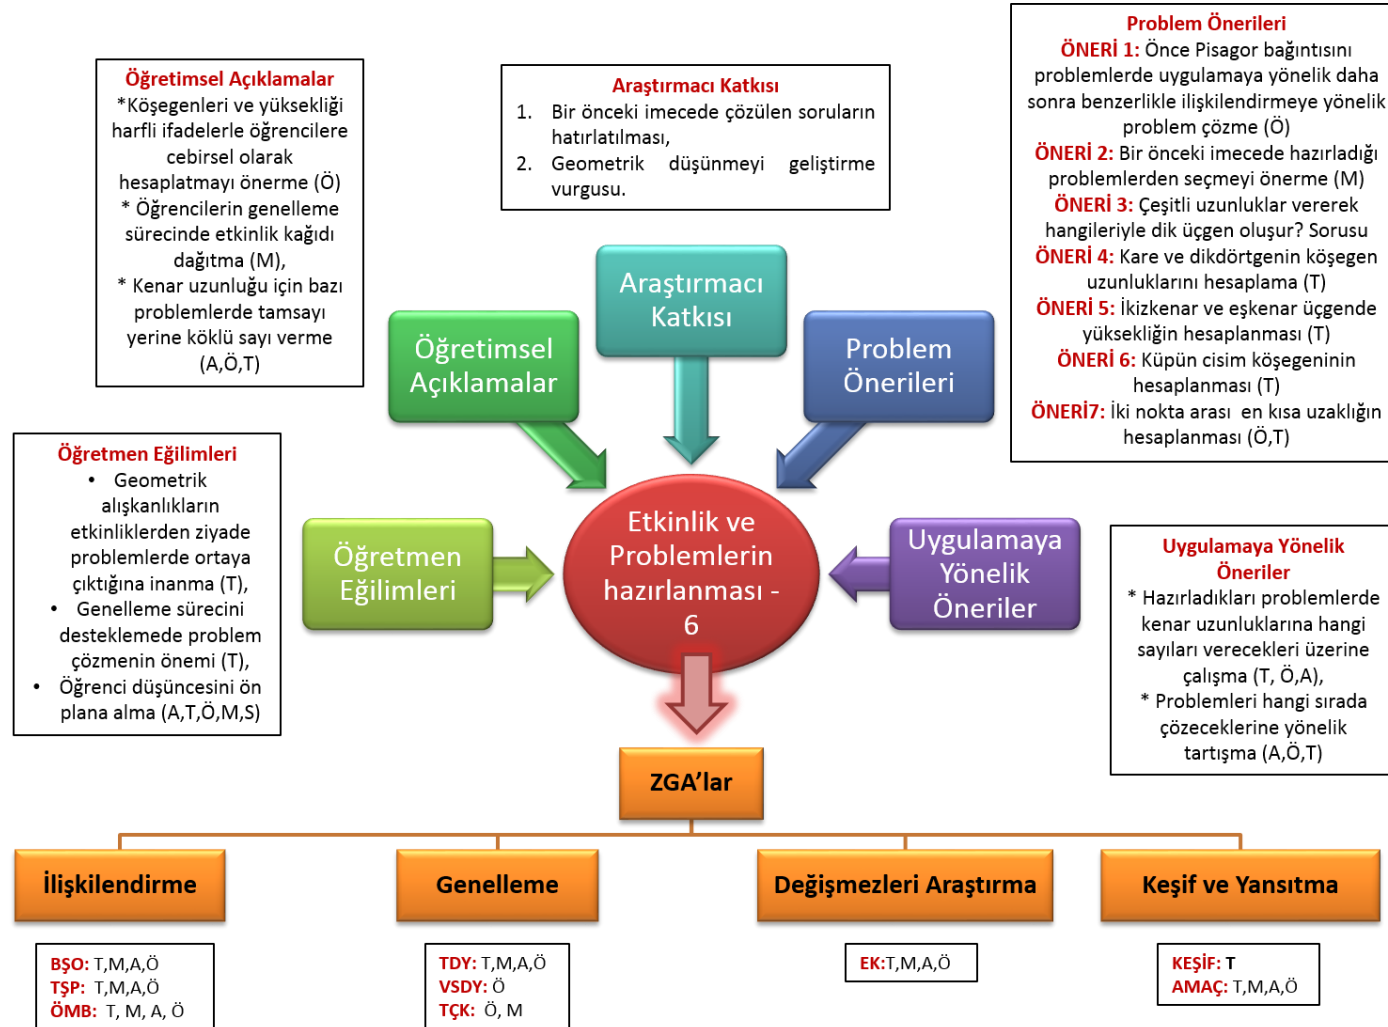 Öğretimsel Açıklamalar
*Köşegenleri ve yüksekliği
harfli ifadelerle öğrencilere
cebirsel olarak
hesaplatmayı önerme (Ö)
* Öğrencilerin genelleme
sürecinde etkinlik kağıdı
dağıtma (M),
* Kenar uzunluğu için bazı
problemlerde tamsayı
yerine köklü sayı verme
(A,Ö,T)
Araştırmacı Katkısı
1. Bir önceki imecede çözülen soruların
hatırlatılması,
2. Geometrik düşünmeyi geliştirme
vurgusu.
Problem Önerileri
ÖNERİ 1: Önce Pisagor bağıntısını
problemlerde uygulamaya yönelik daha
sonra benzerlikle ilişkilendirmeye yönelik
problem çözme (Ö)
ÖNERİ 2: Bir önceki imecede hazırladığı
problemlerden seçmeyi önerme (M)
ÖNERİ 3: Çeşitli uzunluklar vererek
hangileriyle dik üçgen oluşur? Sorusu
ÖNERİ 4: Kare ve dikdörtgenin köşegen
uzunluklarını hesaplama (T)
ÖNERİ 5: İkizkenar ve eşkenar üçgende
yüksekliğin hesaplanması (T)
ÖNERİ 6: Küpün cisim köşegeninin
hesaplanması (T)
ÖNERİ7: İki nokta arası en kısa uzaklığın
hesaplanması (Ö,T)
Öğretimsel
Açıklamalar
Araştırmacı
Katkısı
Problem
Önerileri
Öğretmen Eğilimleri
• Geometrik
alışkanlıkların
etkinliklerden ziyade
problemlerde ortaya
çıktığına inanma (T),
• Genelleme sürecini
desteklemede problem
çözmenin önemi (T),
• Öğrenci düşüncesini ön
plana alma (A,T,Ö,M,S)
Öğretmen
Eğilimleri
Etkinlik ve
Problemlerin
hazırlanması -
6
Uygulamaya
Yönelik
Öneriler
Uygulamaya Yönelik
Öneriler
* Hazırladıkları problemlerde
kenar uzunluklarına hangi
sayıları verecekleri üzerine
çalışma (T, Ö,A),
* Problemleri hangi sırada
çözeceklerine yönelik
tartışma (A,Ö,T)
ZGA’lar
İlişkilendirme
Genelleme
Değişmezleri Araştırma
Keşif ve Yansıtma
BŞO: T,M,A,Ö
TŞP: T,M,A,Ö
ÖMB: T, M, A, Ö
TDY: T,M,A,Ö
VSDY: Ö
TÇK: Ö, M
EK:T,M,A,Ö
KEŞİF: T
AMAÇ: T,M,A,Ö